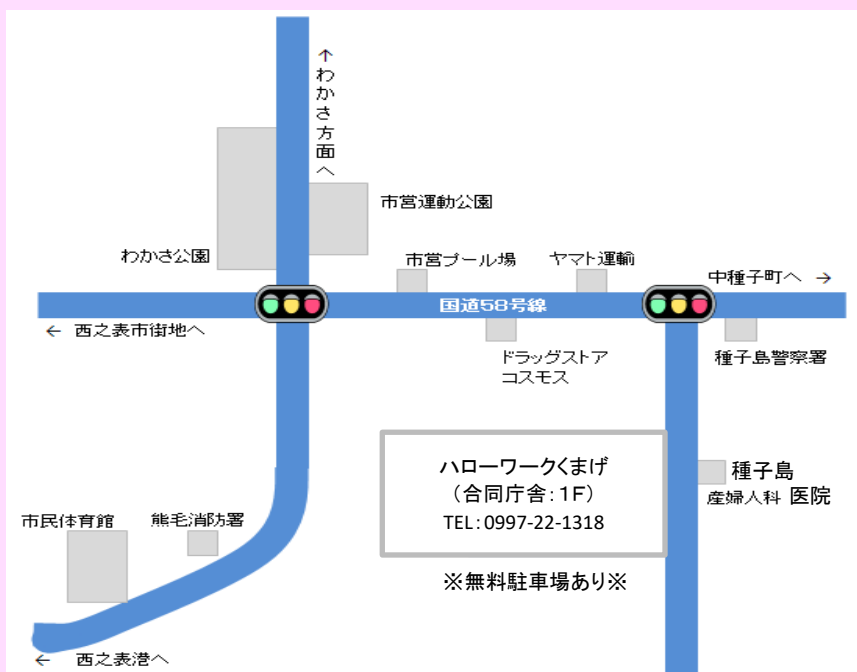 ↑わかさ方面へ
市営運動公園
わかさ公園
市営プール場
ヤマト運輸
中種子町へ →
国道58号線
← 西之表市街地へ
ドラッグストア
コスモス
種子島警察署
ハローワークくまげ
（合同庁舎：1F）
TEL：0997-22-1318
種子島
産婦人科 医院
市民体育館
熊毛消防署
※無料駐車場あり※
← 西之表港へ